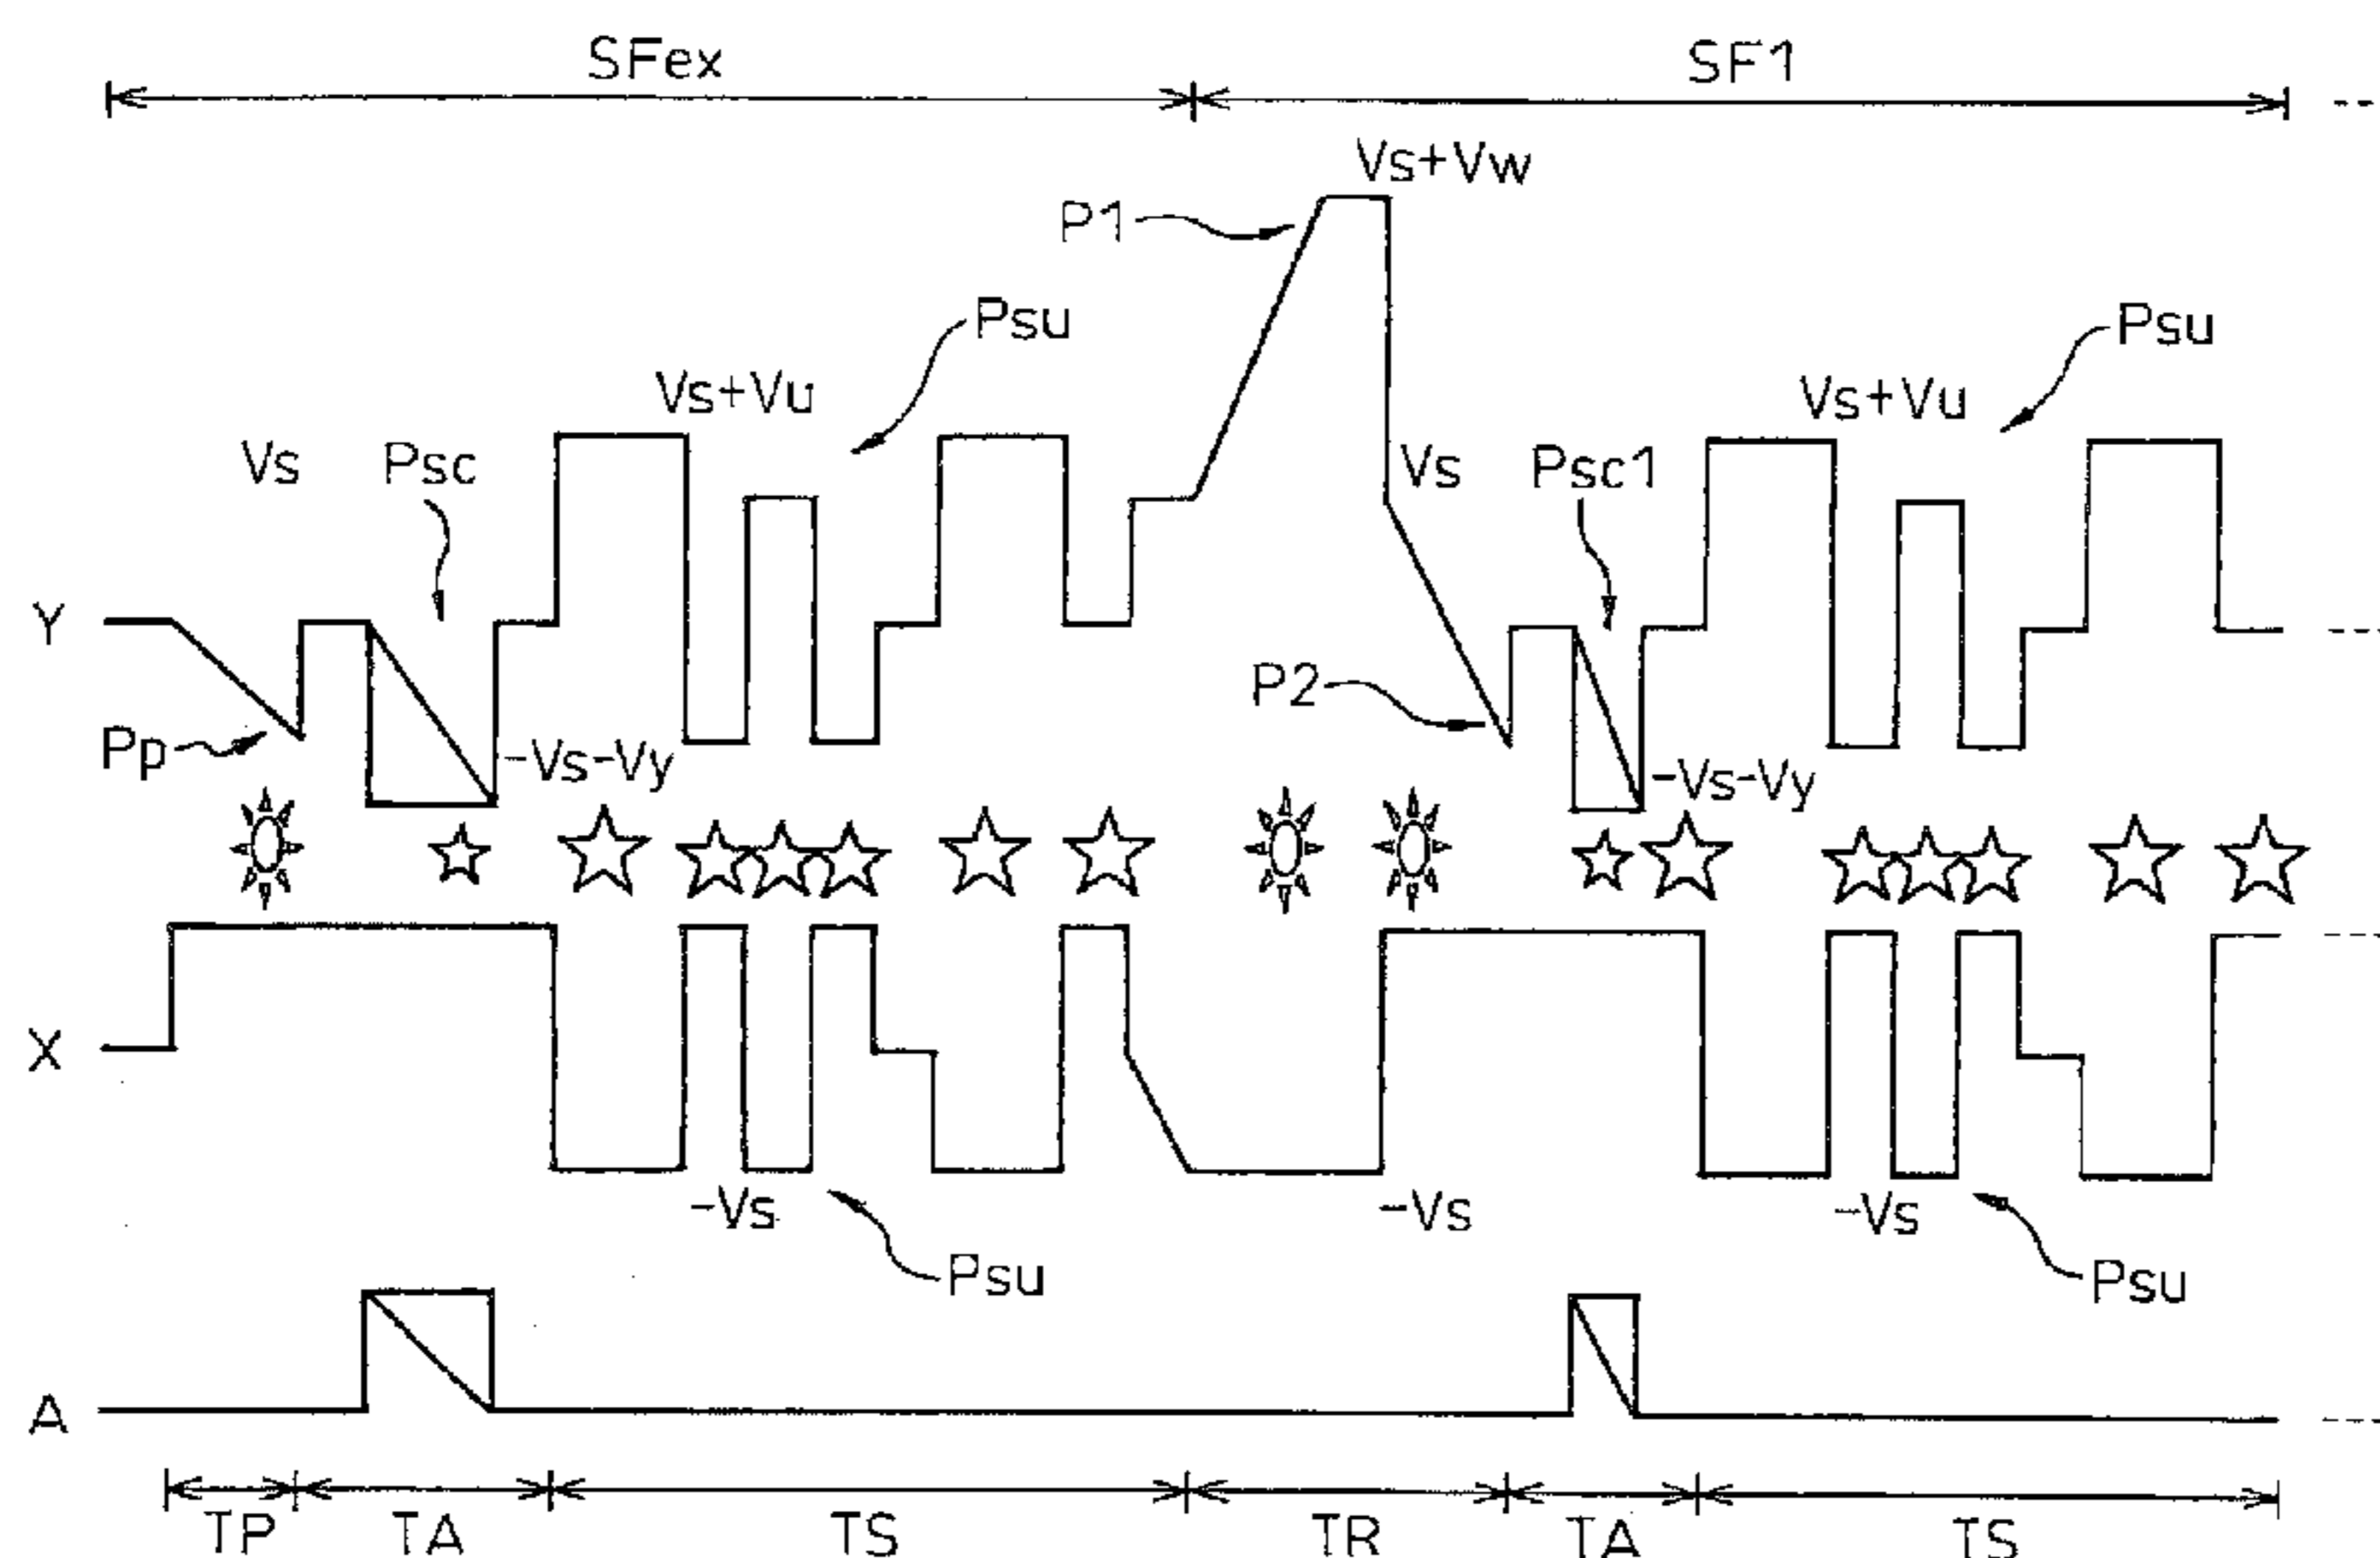 SFex SF1
Vs+Vw
P1
Psu Psu
Vs+Vu Vs+Vu
Vs Psc Vs Psc1
Y
P2
Pp -Vs-Vy -Vs-Vy
X
-Vs -Vs -Vs
Psu Psu
A
TP TA TS TR TA TS